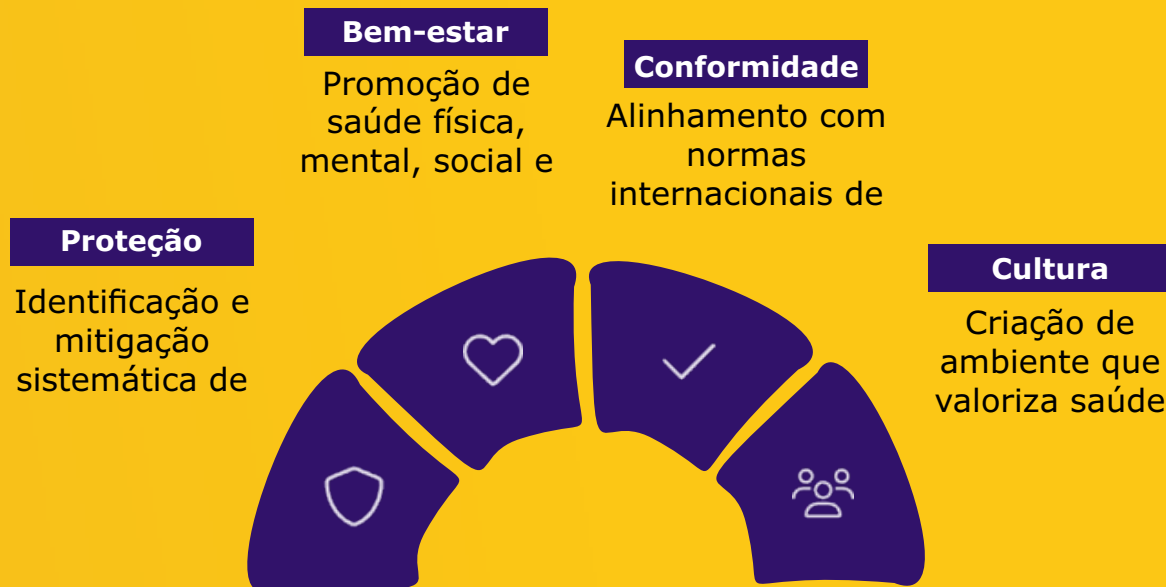 Bem-estar
Promoção de
saúde física,
mental, social e
Conformidade
Alinhamento com
normas
internacionais de
Proteção
Identificação e
mitigação
sistemática de
Cultura
Criação de
ambiente que
valoriza saúde